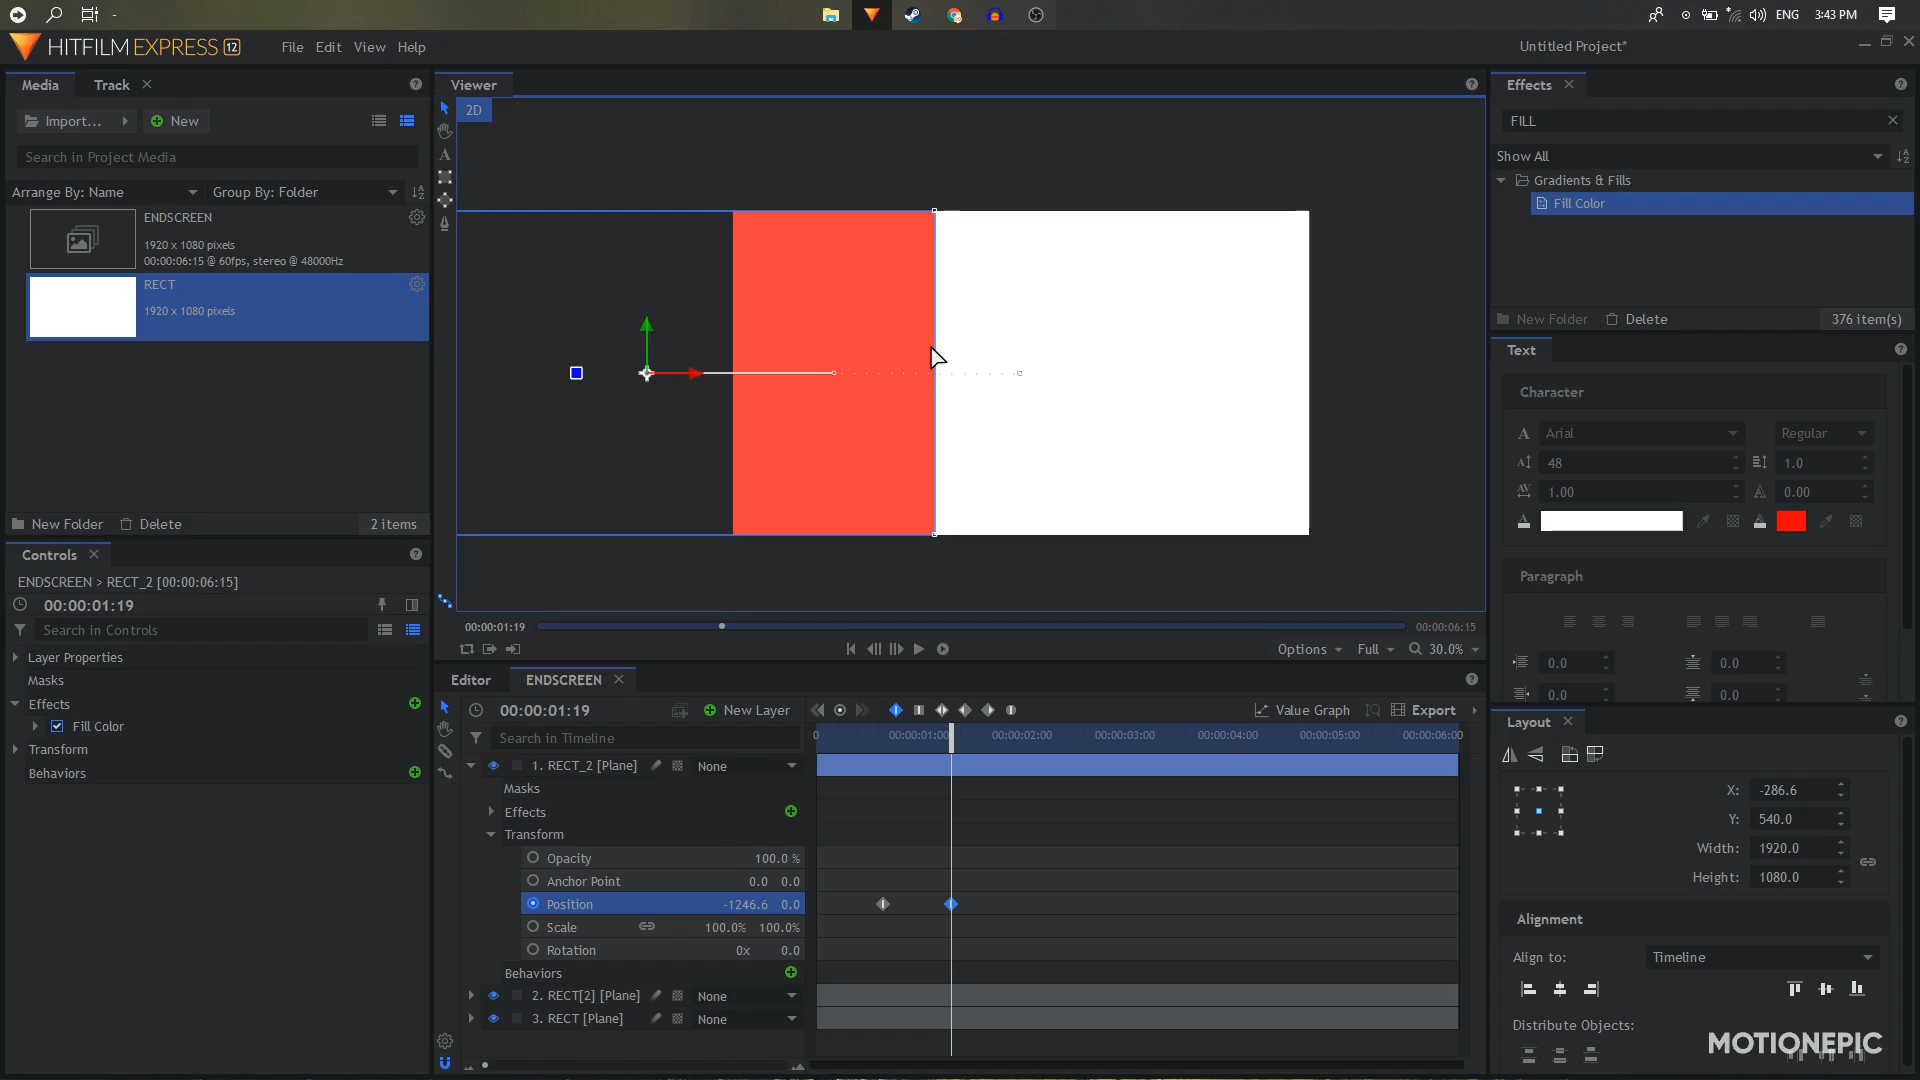 ENG
3:43 PM
HITFILM EXPRESS 12
File Edit View Help
Untitled Project*
Media
Track
Import...
New
Search in Project Media
Arrange By: Name
Group By: Folder
ENDSCREEN
1920 x 1080 pixels
00:00:06:15 @ 60fps, stereo @ 48000Hz
RECT
1920 x 1080 pixels
New Folder
Delete
2 items
Controls
ENDSCREEN > RECT_2 [00:00:06:15]
00:00:01:19
Search in Controls
Layer Properties
Masks
Effects
Fill Color
Transform
Behaviors
Viewer
2D
00:00:01:19
00:00:06:15
Options
Full
30.0%
Editor
ENDSCREEN
00:00:01:19
New Layer
Value Graph
Export
Search in Timeline
0
00:00:01:00
00:00:02:00
00:00:03:00
00:00:04:00
00:00:05:00
00:00:06:00
1. RECT_2 [Plane]
None
Masks
Effects
Transform
Opacity 100.0 %
Anchor Point 0.0 0.0
Position -1246.6 0.0
Scale 100.0% 100.0%
Rotation 0x 0.0
Behaviors
2. RECT[2] [Plane]
None
3. RECT [Plane]
None
Effects
FILL
Show All
Gradients & Fills
Fill Color
New Folder
Delete
376 item(s)
Text
Character
Arial
Regular
48
1.0
1.00
0.00
Paragraph
0.0
0.0
0.0
0.0
Layout
X: -286.6
Y: 540.0
Width: 1920.0
Height: 1080.0
Alignment
Align to:
Timeline
Distribute Objects:
MOTIONEPIC